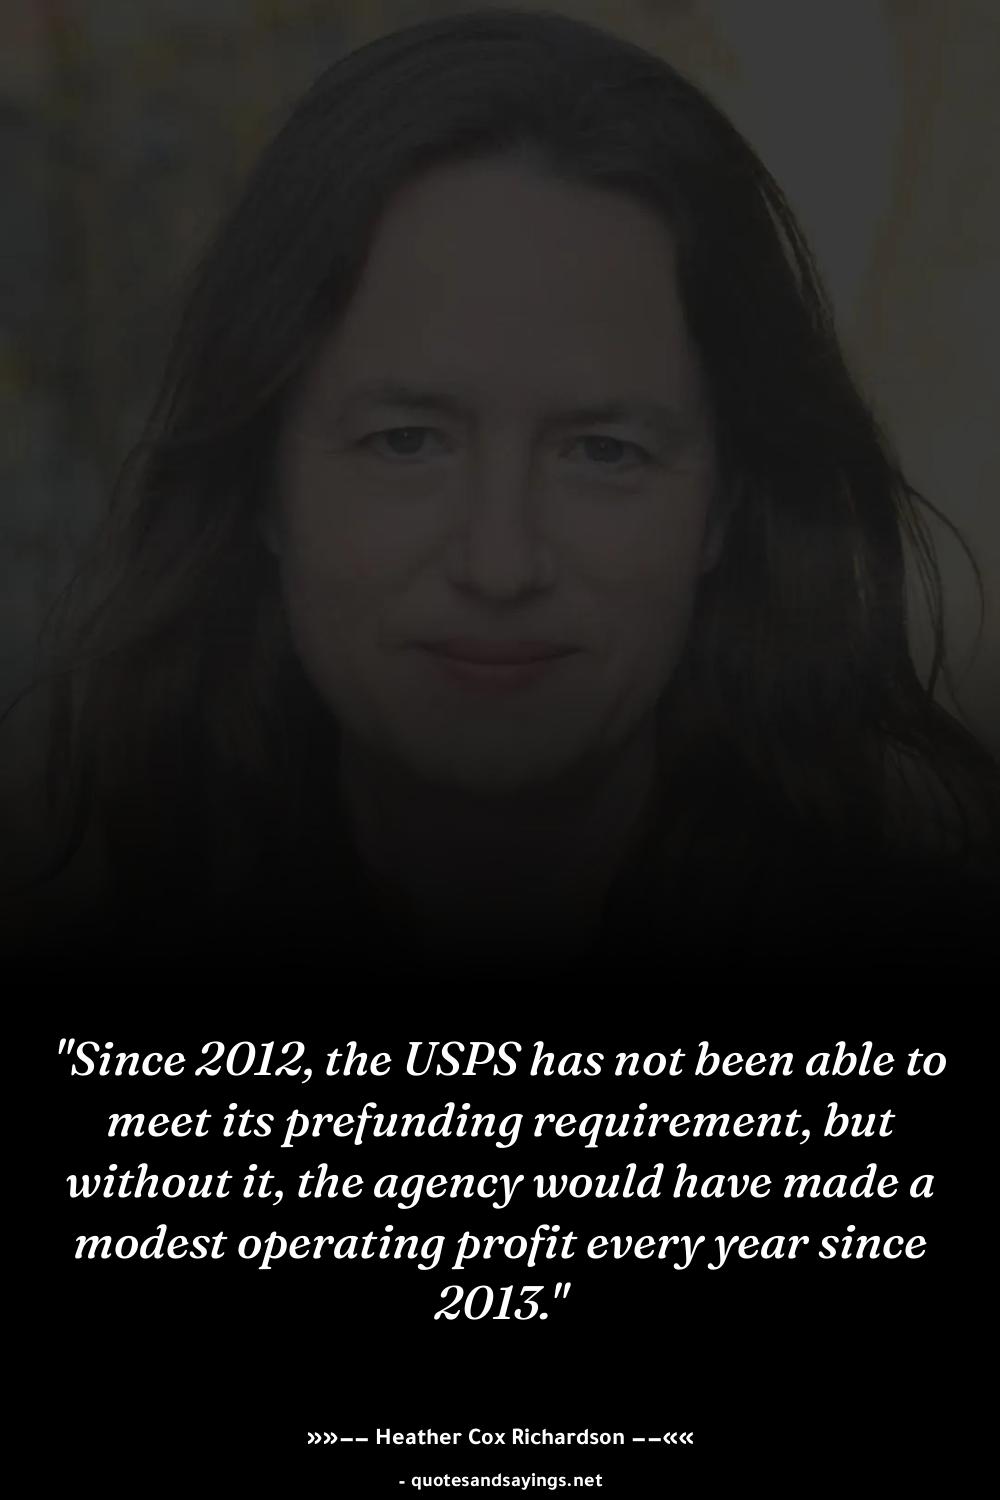 "Since 2012, the USPS has not been able to
meet its prefunding requirement, but
without it, the agency would have made a
modest operating profit every year since
2013."
»»−− Heather Cox Richardson −−««
- quotesandsayings.net